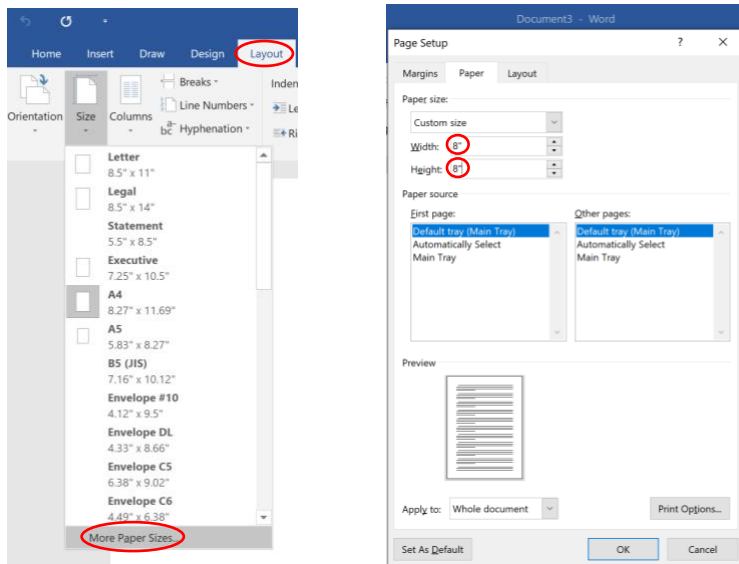 Home Insert Draw Design Layout
Breaks
Line Numbers
Hyphenation
Orientation Size Columns
Inden
Le
Ri
Letter
8.5" x 11"
Legal
8.5" x 14"
Statement
5.5" x 8.5"
Executive
7.25" x 10.5"
A4
8.27" x 11.69"
A5
5.83" x 8.27"
B5 (JIS)
7.16" x 10.12"
Envelope #10
4.12" x 9.5"
Envelope DL
4.33" x 8.66"
Envelope C5
6.38" x 9.02"
Envelope C6
4.49" x 6.38"
More Paper Sizes...
Document3 - Word
Page Setup ? ×
Margins Paper Layout
Paper size:
Custom size
Width: 8"
Height: 8"
Paper source
First page: Other pages:
Default tray (Main Tray) Default tray (Main Tray)
Automatically Select Automatically Select
Main Tray Main Tray
Preview
Apply to: Whole document Print Options...
Set As Default OK Cancel